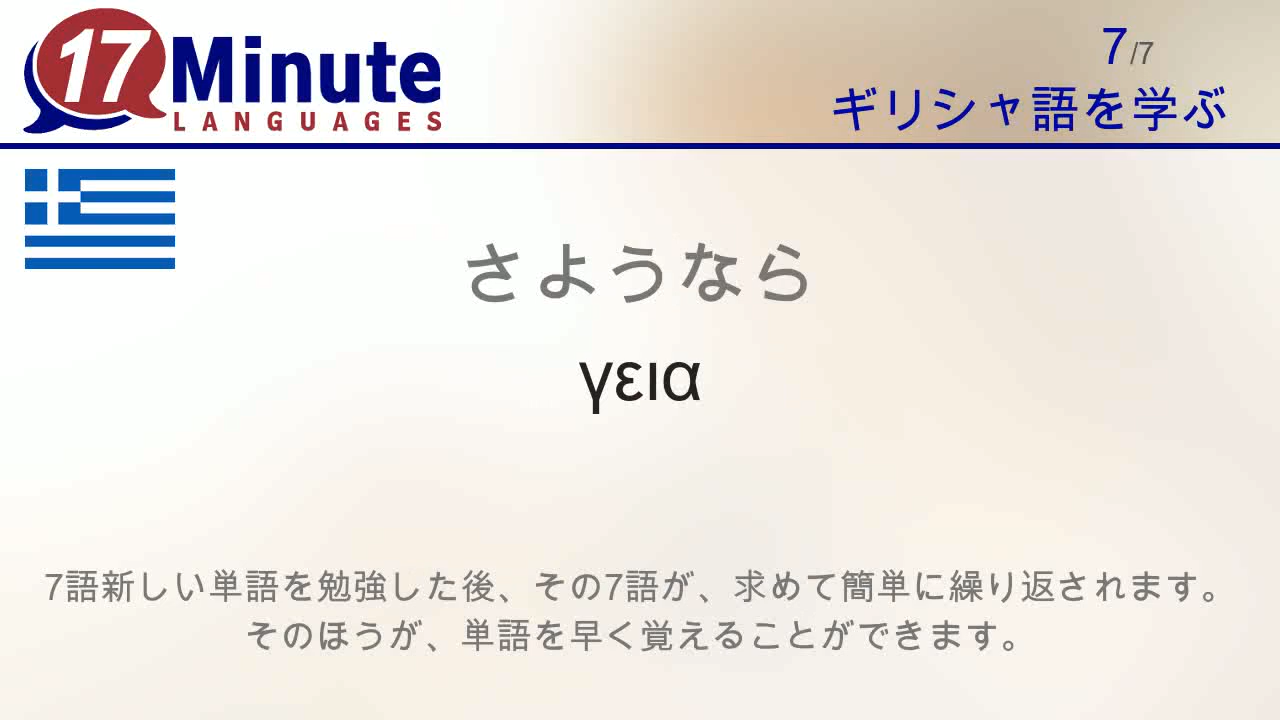 17 Minute
LANGUAGES
7/7
ギリシャ語を学ぶ
さようなら
γεια
7語新しい単語を勉強した後、その7語が、求めて簡単に繰り返されます。
そのほうが、単語を早く覚えることができます。